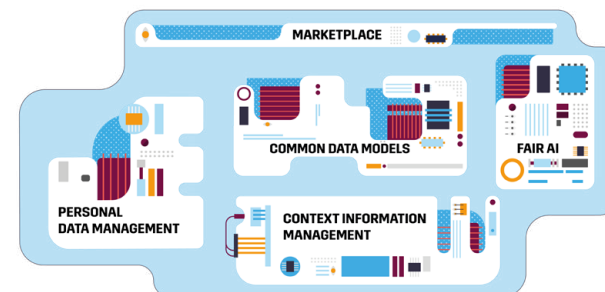 MARKETPLACE
COMMON DATA MODELS
FAIR AI
PERSONAL
DATA MANAGEMENT
CONTEXT INFORMATION
MANAGEMENT